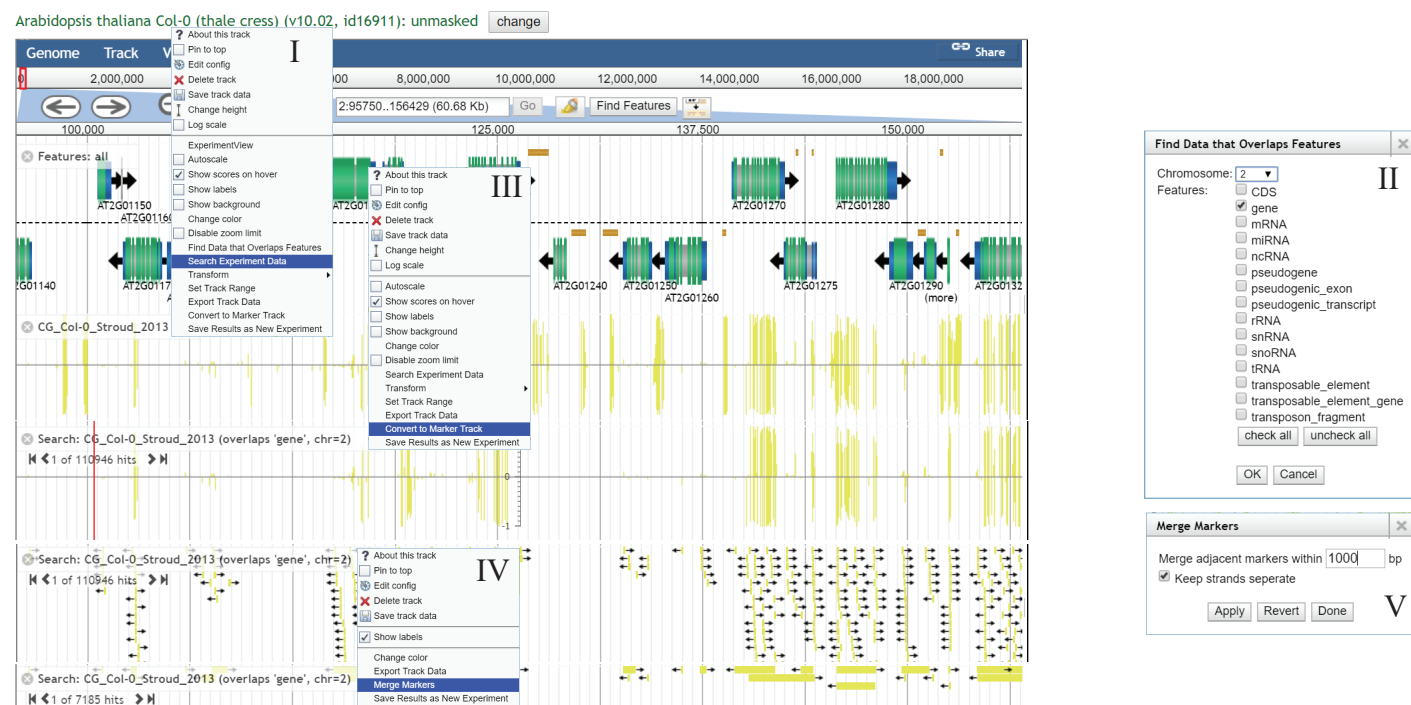 Arabidopsis thaliana Col-0 (thale cress) (v10.02, id16911): unmasked change
Genome Track V Share
0 2,000,000 00 8,000,000 10,000,000 12,000,000 14,000,000 16,000,000 18,000,000
2:95750..156429 (60.68 Kb) Go Find Features
100,000 125,000 137,500 150,000
Features: all
AT2G01150
AT2G01160
AT2G01
AT2G01270
AT2G01280
G01140
AT2G0117
AT2G01240
AT2G01250
AT2G01260
AT2G01275
AT2G01290
(more)
AT2G0132
CG_Col-0_Stroud_2013
Search: CG_Col-0_Stroud_2013 (overlaps 'gene', chr=2)
1 of 110946 hits
0
-1
Search: CG_Col-0_Stroud_2013 (overlaps 'gene', chr=2)
1 of 110946 hits
Search: CG_Col-0_Stroud_2013 (overlaps 'gene', chr=2)
1 of 7185 hits
I
? About this track
Pin to top
Edit config
Delete track
Save track data
Change height
Log scale
ExperimentView
Autoscale
Show scores on hover
Show labels
Show background
Change color
Disable zoom limit
Find Data that Overlaps Features
Search Experiment Data
Transform
Set Track Range
Export Track Data
Convert to Marker Track
Save Results as New Experiment
III
? About this track
Pin to top
Edit config
Delete track
Save track data
Change height
Log scale
Autoscale
Show scores on hover
Show labels
Show background
Change color
Disable zoom limit
Search Experiment Data
Transform
Set Track Range
Export Track Data
Convert to Marker Track
Save Results as New Experiment
IV
? About this track
Pin to top
Edit config
Delete track
Save track data
Show labels
Change color
Export Track Data
Merge Markers
Save Results as New Experiment
Find Data that Overlaps Features
II
Chromosome: 2
Features:
CDS
gene
mRNA
miRNA
ncRNA
pseudogene
pseudogenic_exon
pseudogenic_transcript
rRNA
snRNA
snoRNA
tRNA
transposable_element
transposable_element_gene
transposon_fragment
check all uncheck all
OK Cancel
Merge Markers
Merge adjacent markers within 1000 bp
Keep strands seperate
Apply Revert Done
V